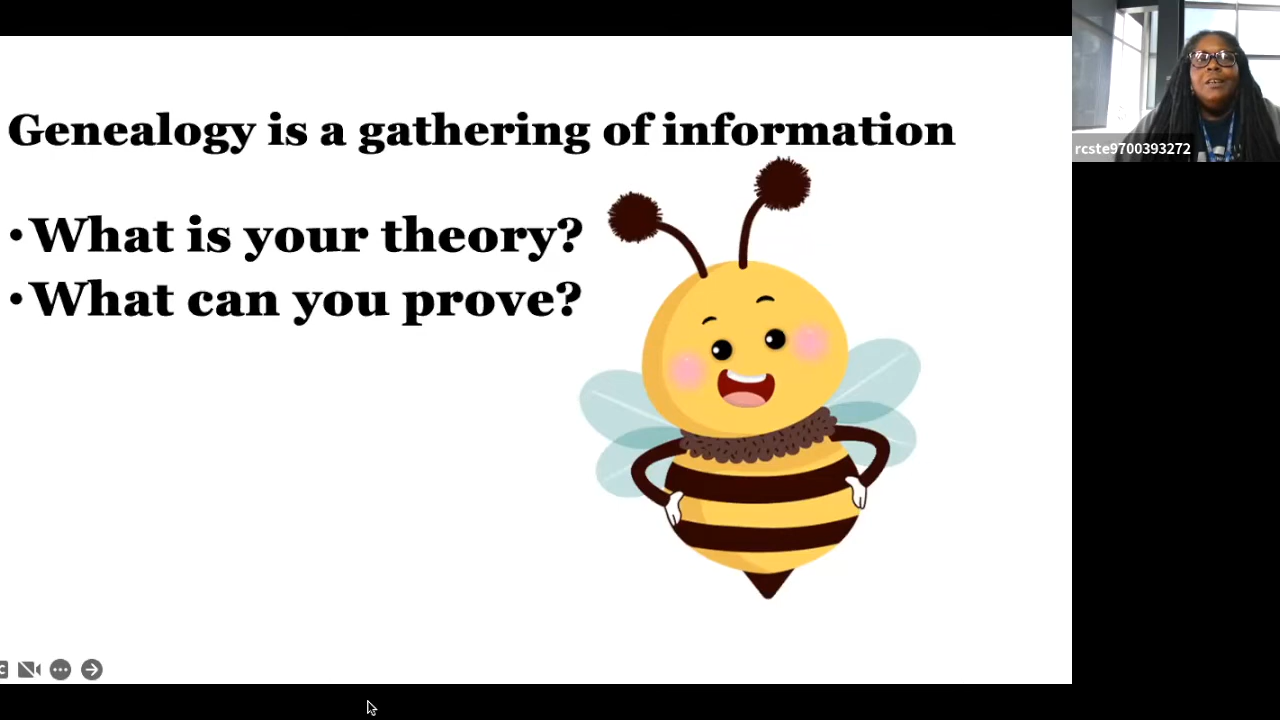 Genealogy is a gathering of information
• What is your theory?
• What can you prove?
rcste9700393272